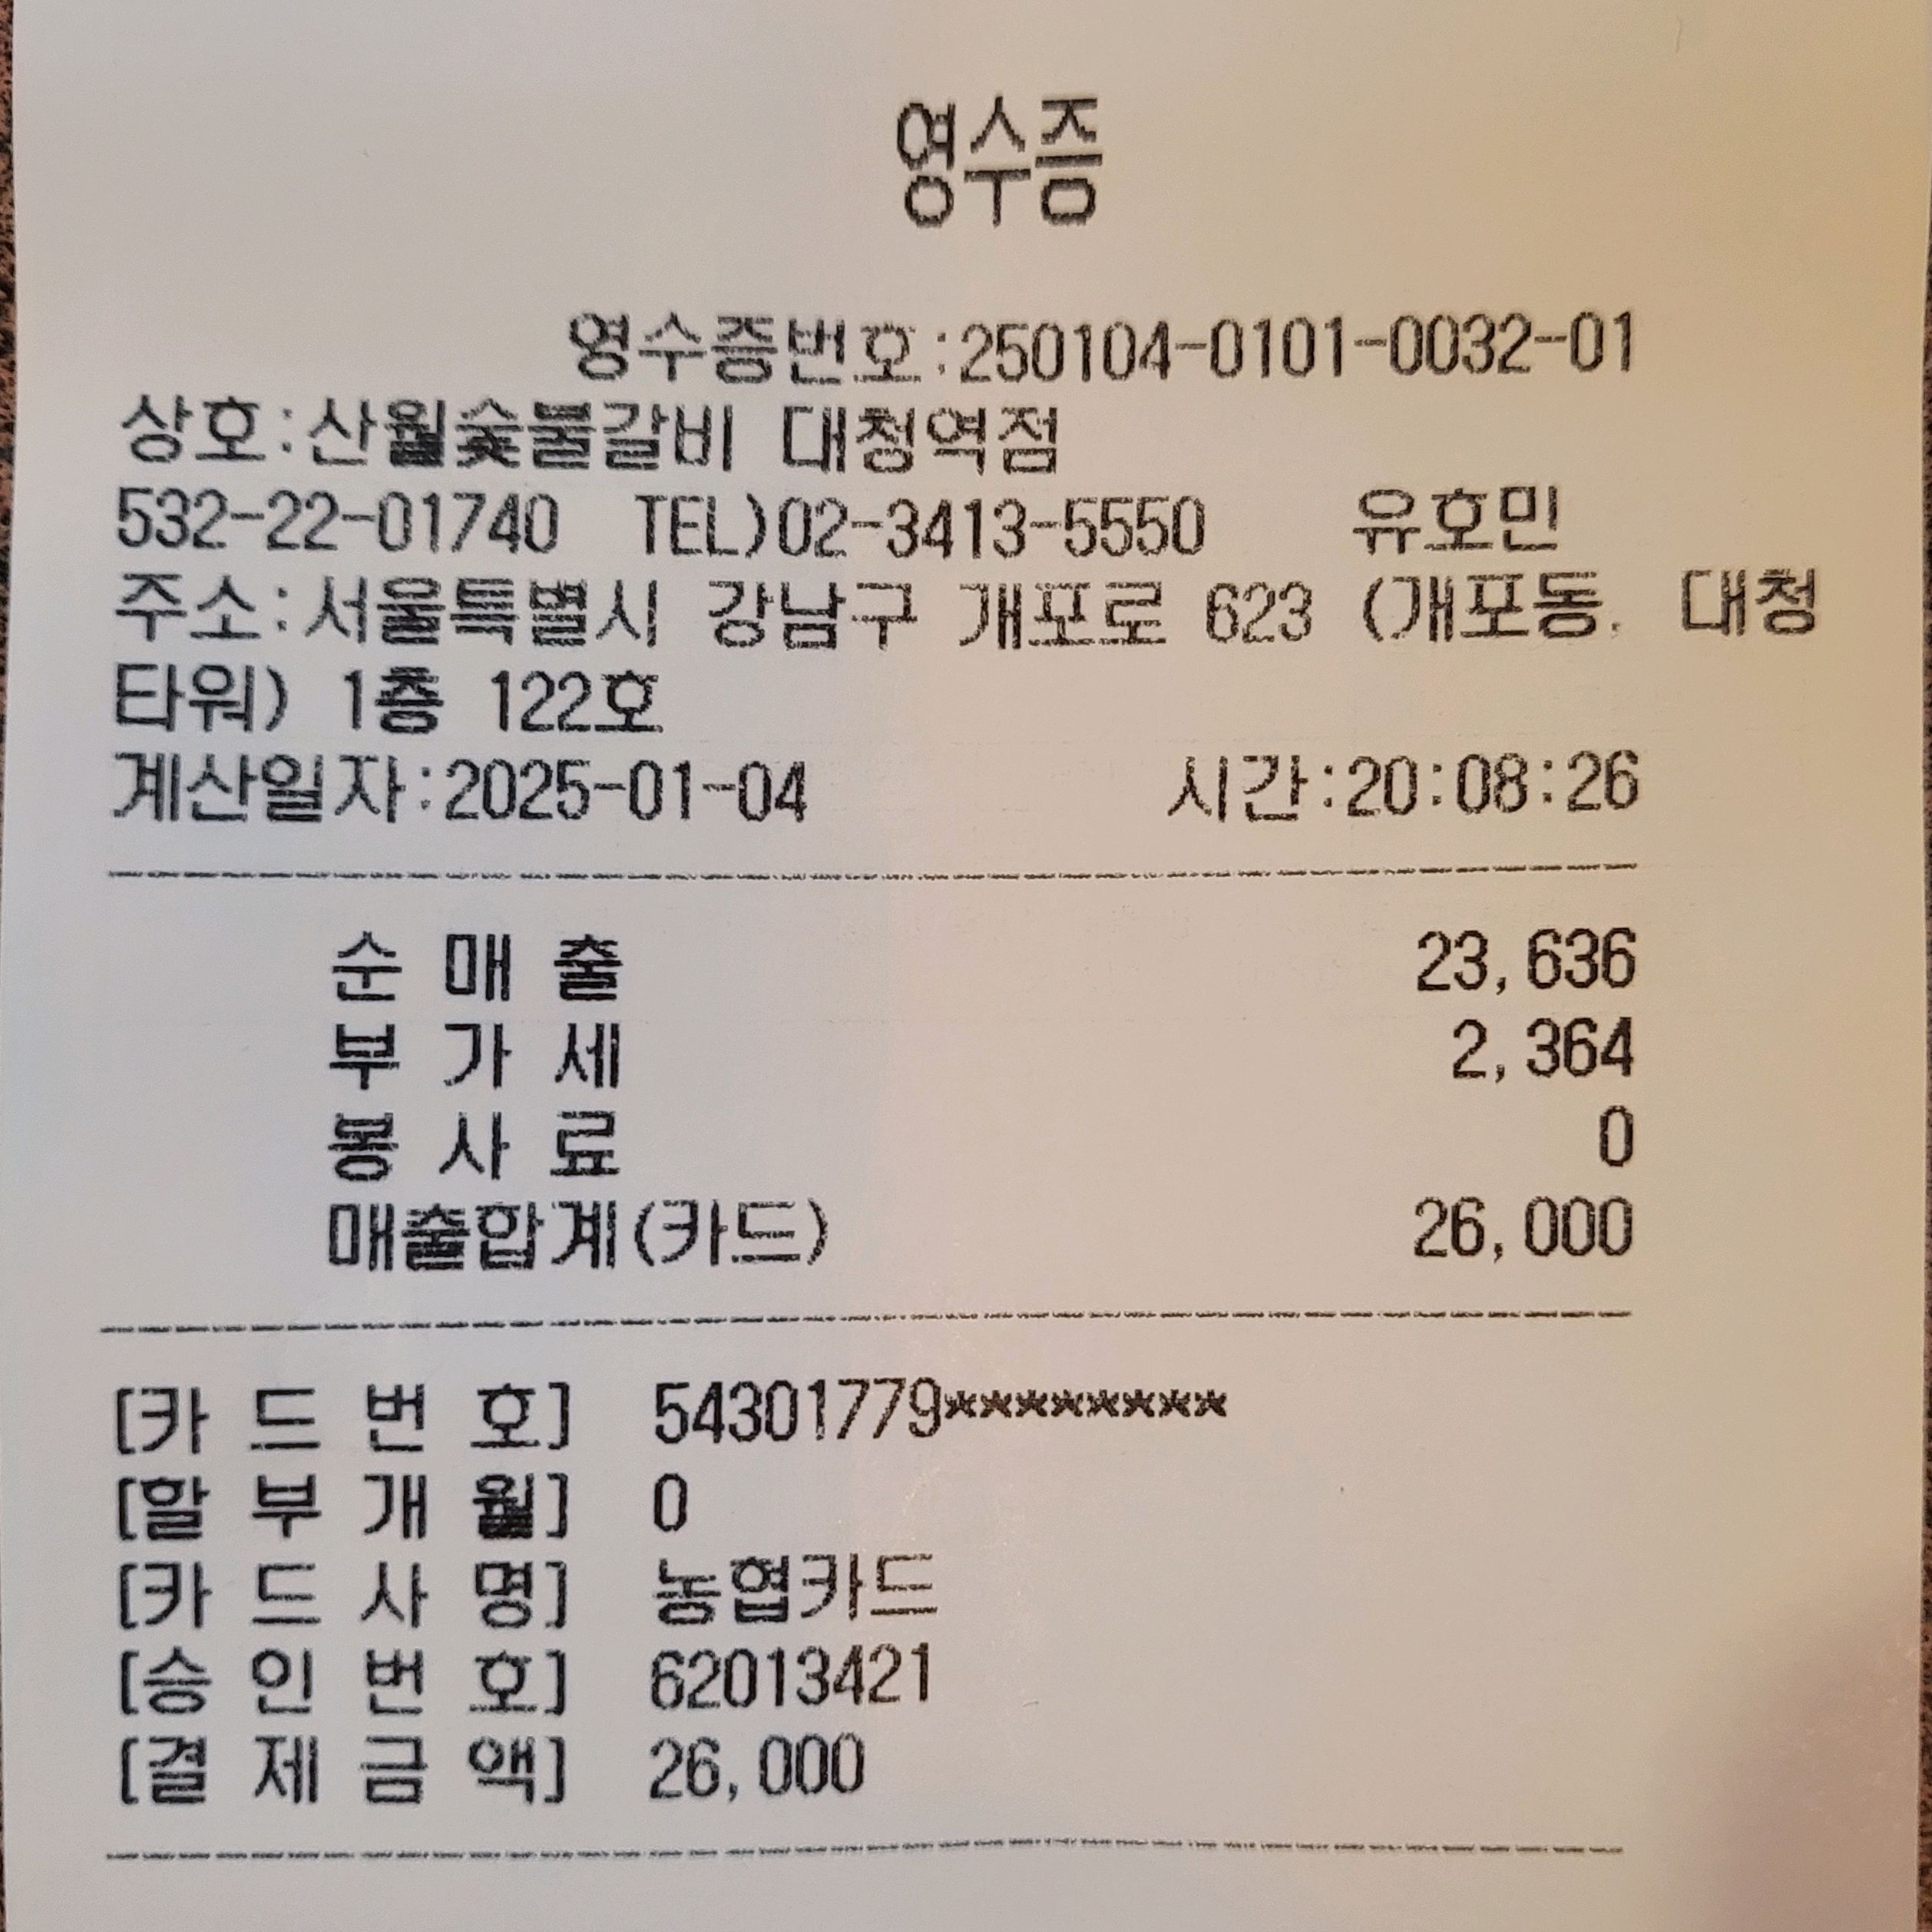 영수증
영수증번호:250104-0101-0032-01
상호:산월숯불갈비 대청역점
532-22-01740 TEL)02-3413-5550 유호민
주소:서울특별시 강남구 개포로 623 (개포동, 대청
타워) 1층 122호
계산일자:2025-01-04 시간:20:08:26
순 매 출 23,636
부 가 세 2,364
봉 사 료 0
매출합계(카드) 26,000
[카 드 번 호] 54301779********
[할 부 개 월] 0
[카 드 사 명] 농협카드
[승 인 번 호] 62013421
[결 제 금 액] 26,000